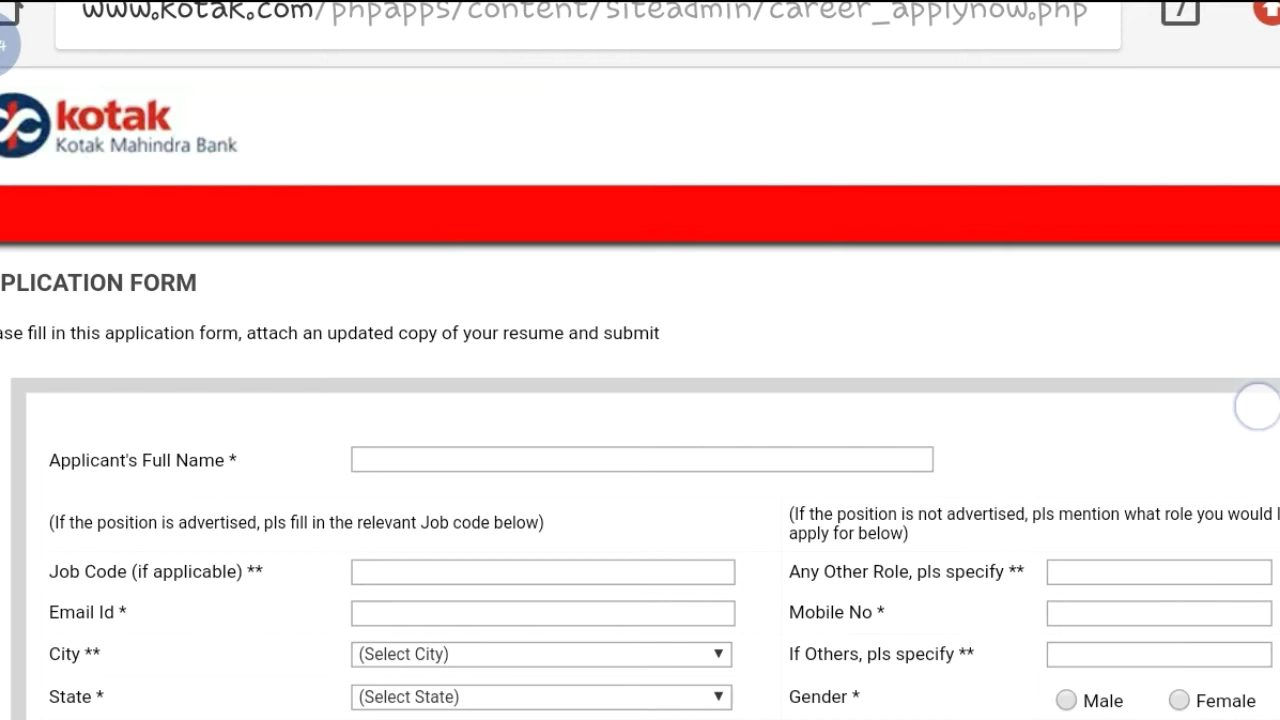 www.kotak.com/phpapps/content/siteadmin/career_applynow.php
7
4
kotak
Kotak Mahindra Bank
PLICATION FORM
ase fill in this application form, attach an updated copy of your resume and submit
Applicant's Full Name *
(If the position is advertised, pls fill in the relevant Job code below)
(If the position is not advertised, pls mention what role you would l
apply for below)
Job Code (if applicable) **
Any Other Role, pls specify **
Email Id *
Mobile No *
City **
(Select City)
If Others, pls specify **
State *
(Select State)
Gender *
Male
Female